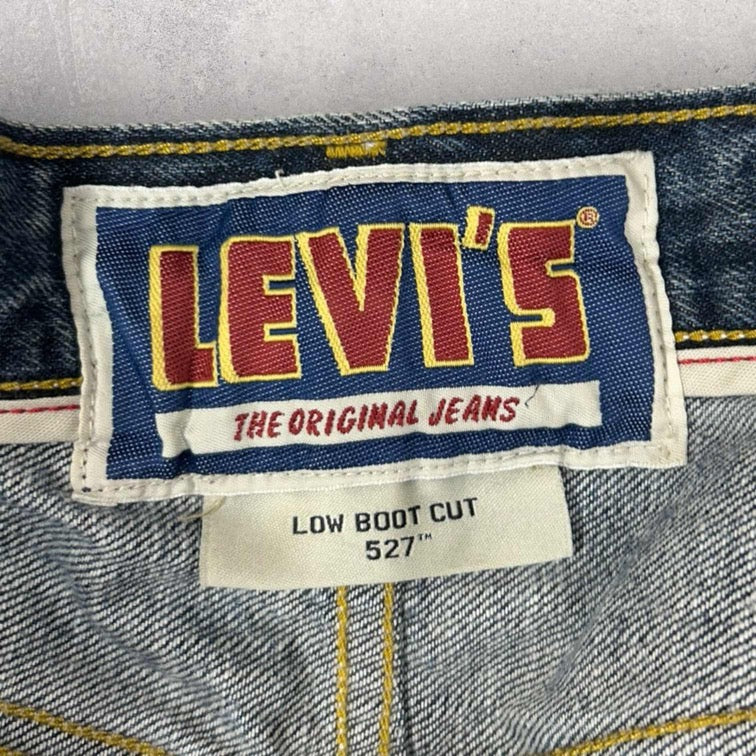 LEVI'S®
THE ORIGINAL JEANS
LOW BOOT CUT
527™